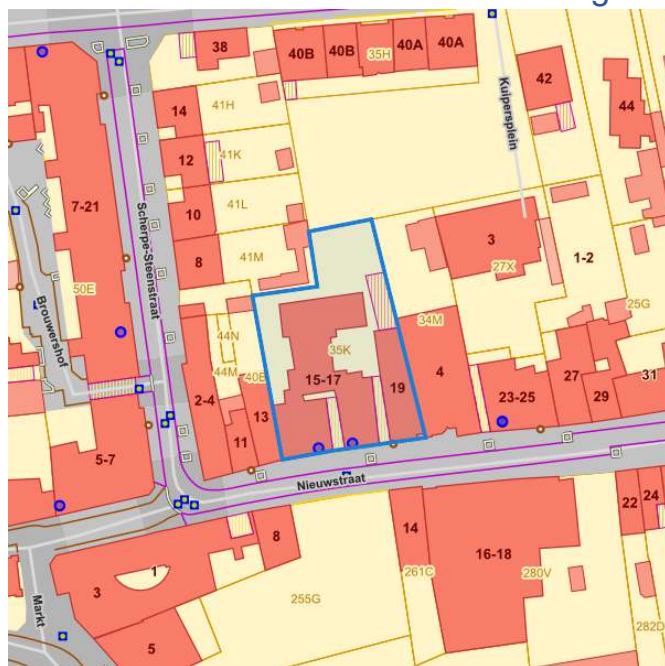 38
40B
40B
35H
40A
40A
Kuipersplein
42
44
14
41H
12
41K
7-21
Scherpe-Steenstraat
10
41L
8
41M
3
27X
1-2
50E
Brouwershof
25G
44N
34M
35K
44M
40E
15-17
19
4
2-4
13
23-25
27
29
31
11
5-7
Nieuwstraat
8
14
16-18
22
24
1
3
261C
280V
255G
Markt
5
282D